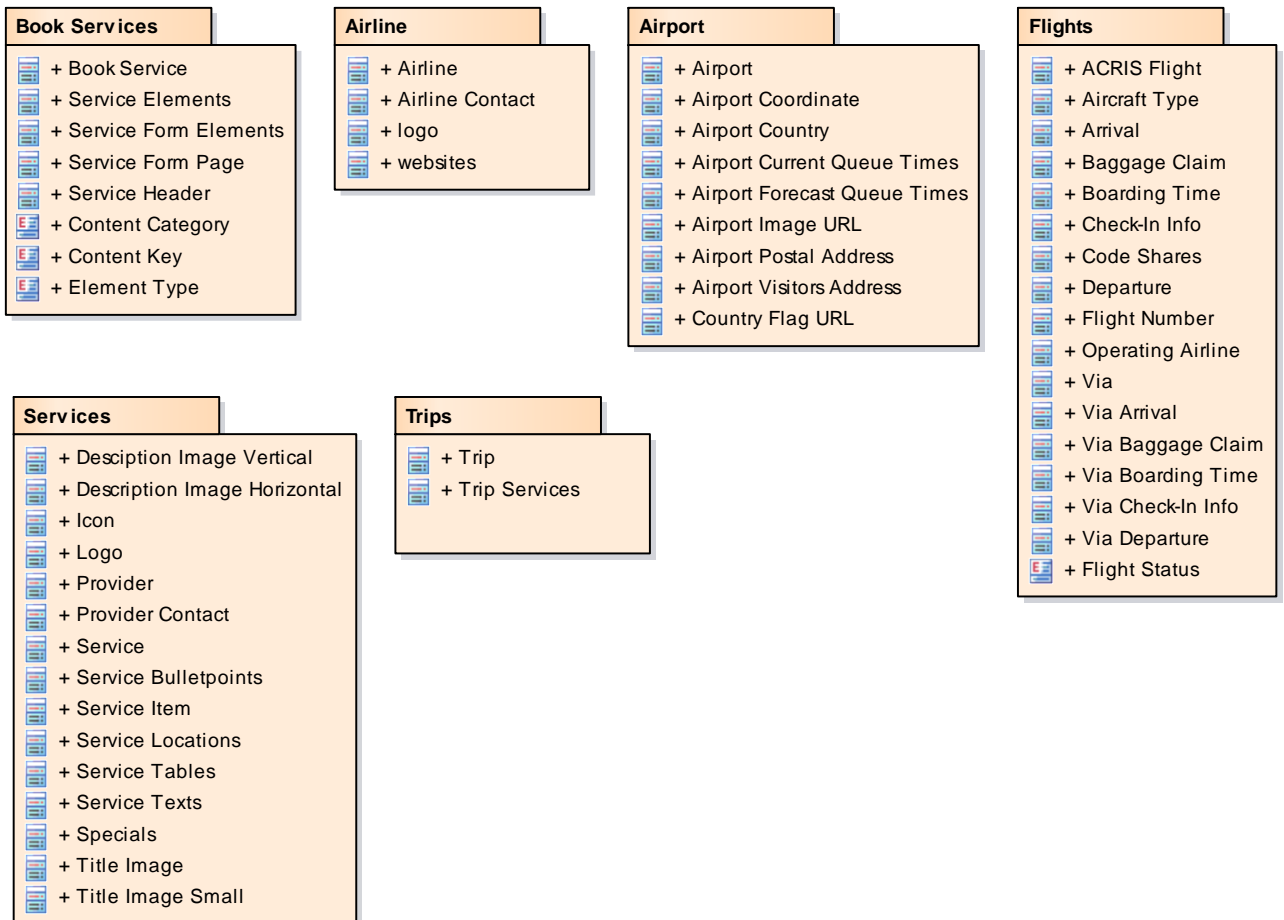 Book Services
+ Book Service
+ Service Elements
+ Service Form Elements
+ Service Form Page
+ Service Header
+ Content Category
+ Content Key
+ Element Type
Airline
+ Airline
+ Airline Contact
+ logo
+ websites
Airport
+ Airport
+ Airport Coordinate
+ Airport Country
+ Airport Current Queue Times
+ Airport Forecast Queue Times
+ Airport Image URL
+ Airport Postal Address
+ Airport Visitors Address
+ Country Flag URL
Flights
+ ACRIS Flight
+ Aircraft Type
+ Arrival
+ Baggage Claim
+ Boarding Time
+ Check-In Info
+ Code Shares
+ Departure
+ Flight Number
+ Operating Airline
+ Via
+ Via Arrival
+ Via Baggage Claim
+ Via Boarding Time
+ Via Check-In Info
+ Via Departure
+ Flight Status
Services
+ Desciption Image Vertical
+ Description Image Horizontal
+ Icon
+ Logo
+ Provider
+ Provider Contact
+ Service
+ Service Bulletpoints
+ Service Item
+ Service Locations
+ Service Tables
+ Service Texts
+ Specials
+ Title Image
+ Title Image Small
Trips
+ Trip
+ Trip Services